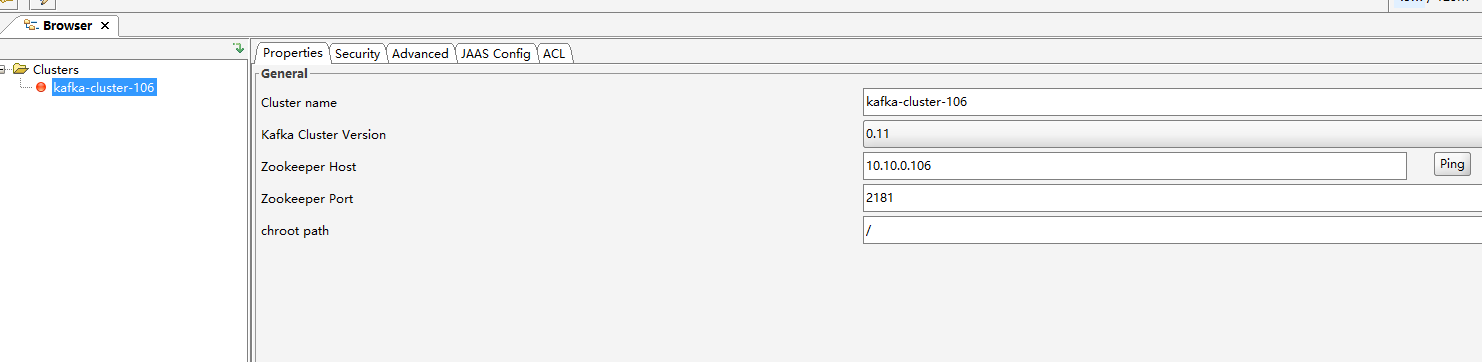 Browser
Clusters
kafka-cluster-106
Properties Security Advanced JAAS Config ACL
General
Cluster name kafka-cluster-106
Kafka Cluster Version 0.11
Zookeeper Host 10.10.0.106 Ping
Zookeeper Port 2181
chroot path /